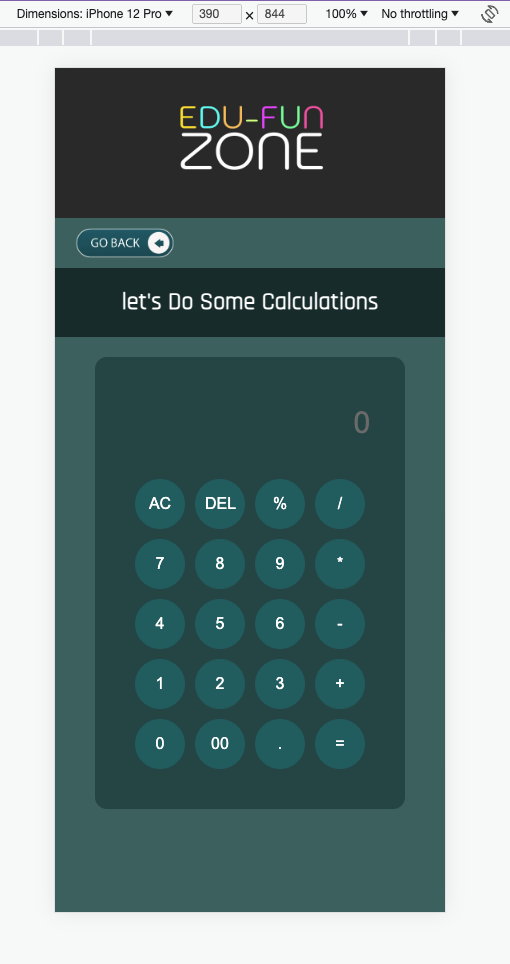 Dimensions: iPhone 12 Pro ▼ 390 × 844 100% ▼ No throttling ▼
EDU-FUN
ZONE
GO BACK
let's Do Some Calculations
0
AC DEL % /
7 8 9 *
4 5 6 -
1 2 3 +
0 00 . =